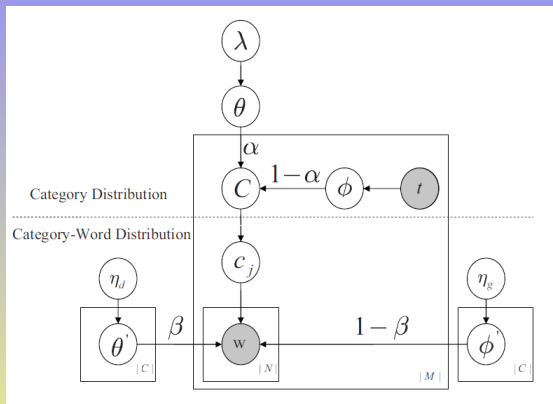 λ
θ
α
C
1−α
ϕ
t
Category Distribution
Category-Word Distribution
c_j
η_d
η_g
θ'
β
w
1−β
ϕ'
|C|
|N|
|M|
|C|